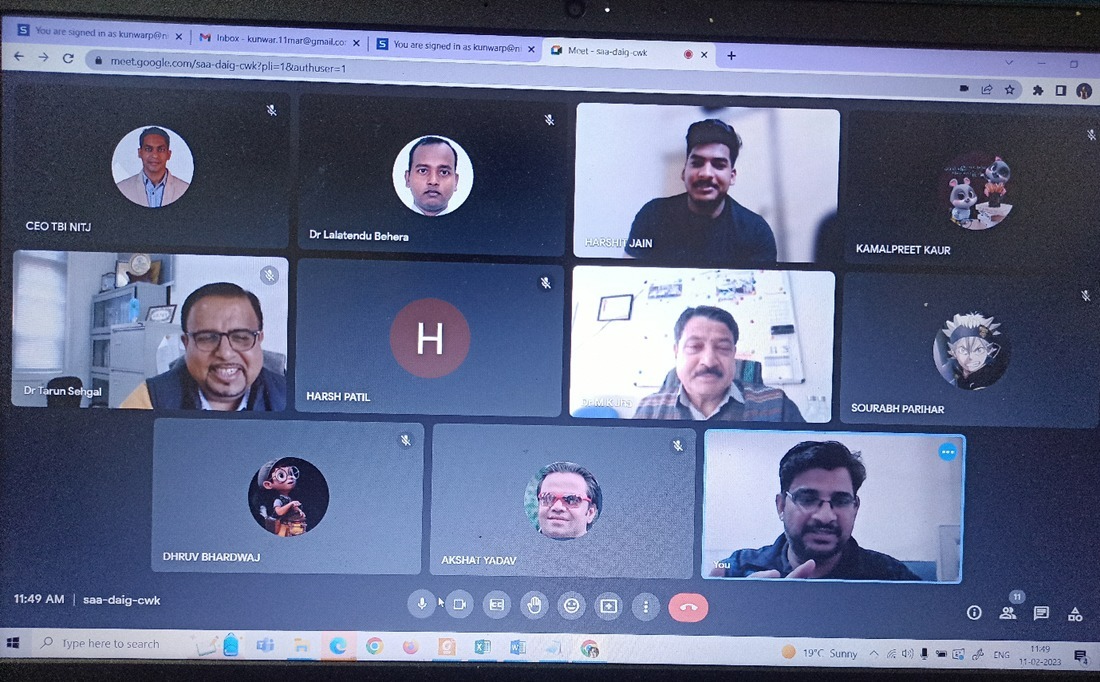 You are signed in as kunwarp@ni
Inbox - kunwar.11mar@gmail.co
You are signed in as kunwarp@ni
Meet - saa-daig-cwk
meet.google.com/saa-daig-cwk?pli=1&authuser=1
CEO TBI NITJ
Dr Lalatendu Behera
HARSHIT JAIN
KAMALPREET KAUR
Dr Tarun Sehgal
H
HARSH PATIL
SOURABH PARIHAR
DHRUV BHARDWAJ
AKSHAT YADAV
You
11:49 AM | saa-daig-cwk
11
Type here to search
19°C Sunny
ENG
11:49
11-02-2023